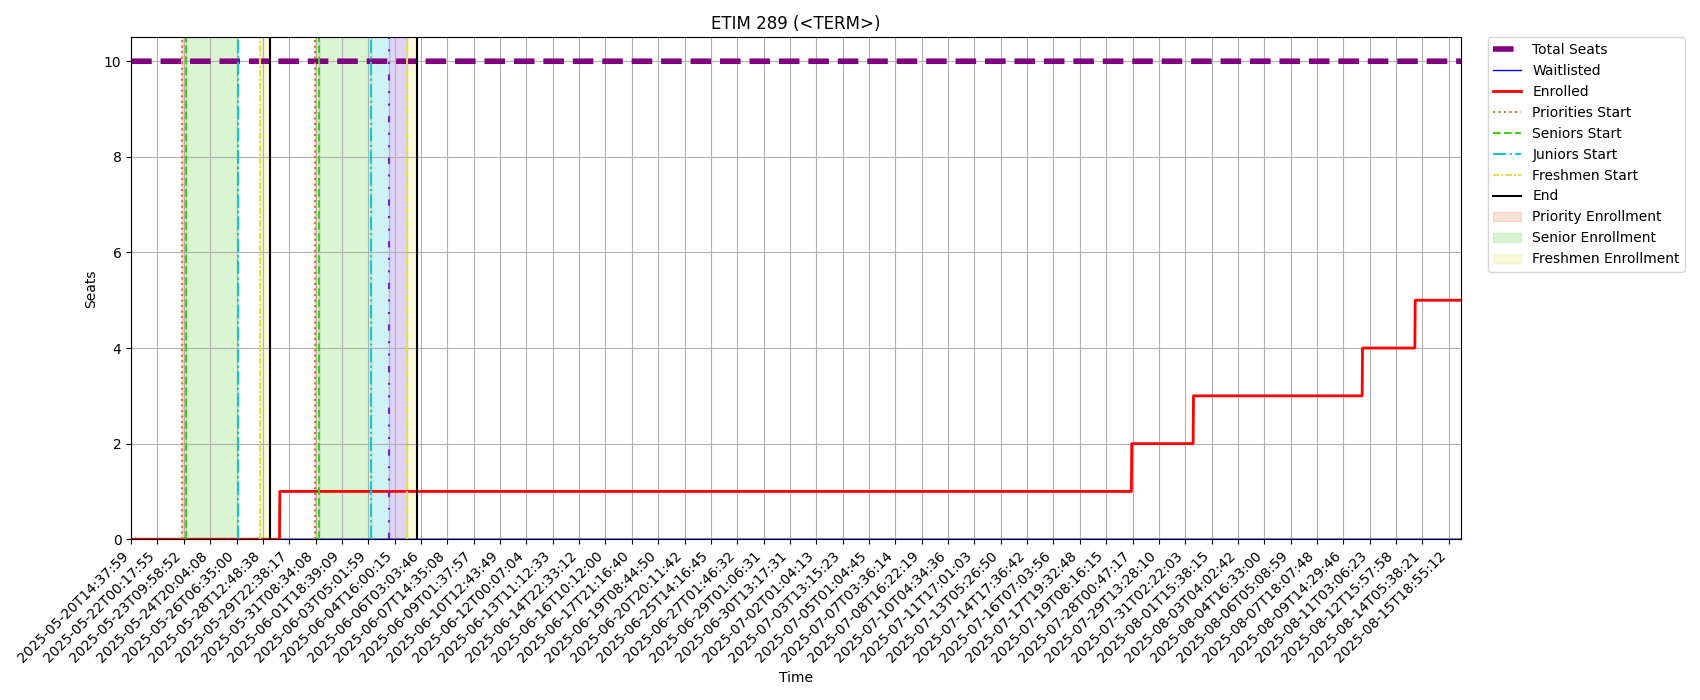 ETIM 289 (<TERM>)
10
8
6
4
2
0
Seats
2025-05-20T14:37:59
2025-05-22T00:17:55
2025-05-23T09:58:52
2025-05-24T20:04:08
2025-05-26T06:35:00
2025-05-28T12:48:38
2025-05-29T22:38:17
2025-05-31T08:34:08
2025-06-01T18:39:09
2025-06-03T05:01:59
2025-06-04T16:00:15
2025-06-06T03:03:46
2025-06-07T14:35:08
2025-06-09T01:37:57
2025-06-10T12:43:49
2025-06-12T00:07:04
2025-06-13T11:12:33
2025-06-14T22:33:12
2025-06-16T10:12:00
2025-06-17T21:16:40
2025-06-19T08:44:50
2025-06-20T20:11:42
2025-06-25T14:16:45
2025-06-27T01:46:32
2025-06-29T01:06:31
2025-06-30T13:17:31
2025-07-02T01:04:13
2025-07-03T13:15:23
2025-07-05T01:04:45
2025-07-07T03:36:14
2025-07-08T16:22:19
2025-07-10T04:34:36
2025-07-11T17:01:03
2025-07-13T05:26:50
2025-07-14T17:36:42
2025-07-16T07:03:56
2025-07-17T19:32:48
2025-07-19T08:16:15
2025-07-28T00:47:17
2025-07-29T13:28:10
2025-07-31T02:22:03
2025-08-01T15:38:15
2025-08-03T04:02:42
2025-08-04T16:33:00
2025-08-06T05:08:59
2025-08-07T18:07:48
2025-08-09T14:29:46
2025-08-11T03:06:23
2025-08-12T15:57:58
2025-08-14T05:38:21
2025-08-15T18:55:12
Time
Total Seats
Waitlisted
Enrolled
Priorities Start
Seniors Start
Juniors Start
Freshmen Start
End
Priority Enrollment
Senior Enrollment
Freshmen Enrollment